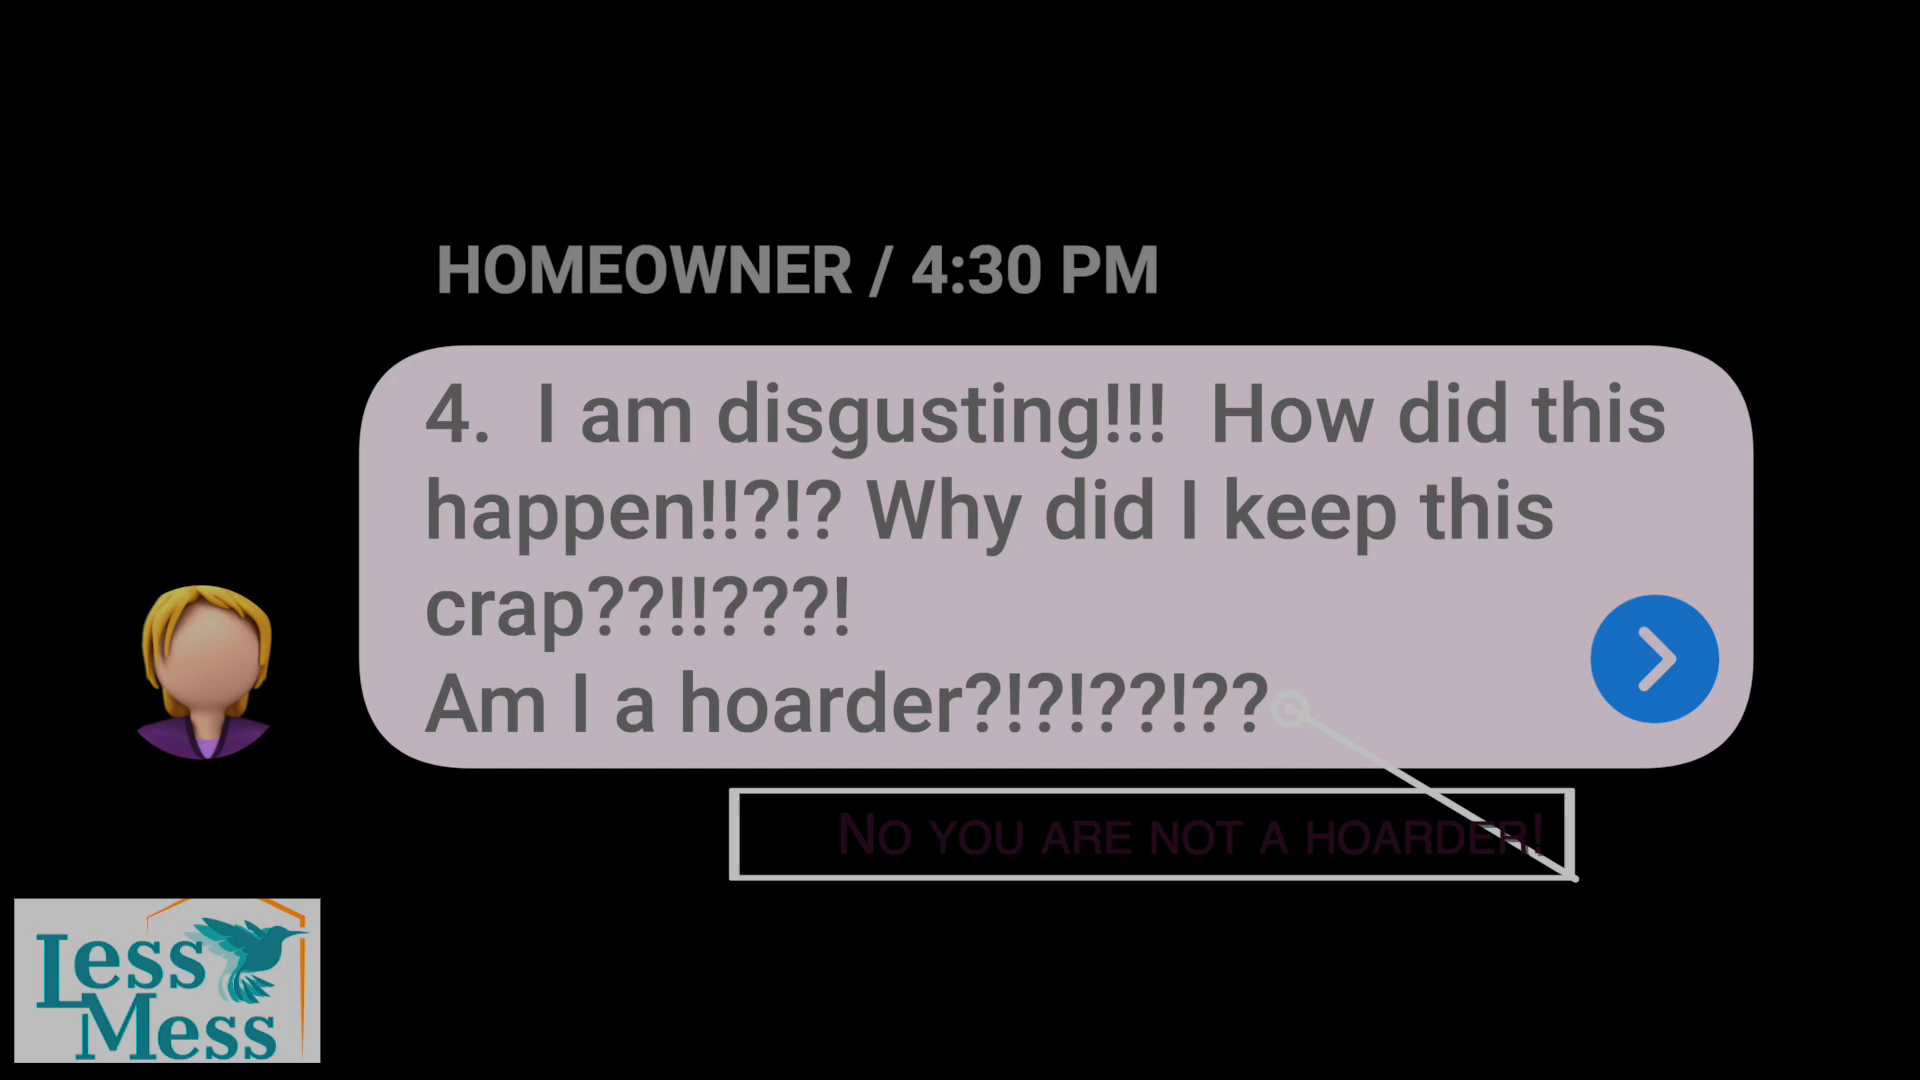 HOMEOWNER / 4:30 PM
4. I am disgusting!!! How did this
happen!!?!? Why did I keep this
crap??!!???!
Am I a hoarder?!?!??!??
No you are not a hoarder!
Less
Mess